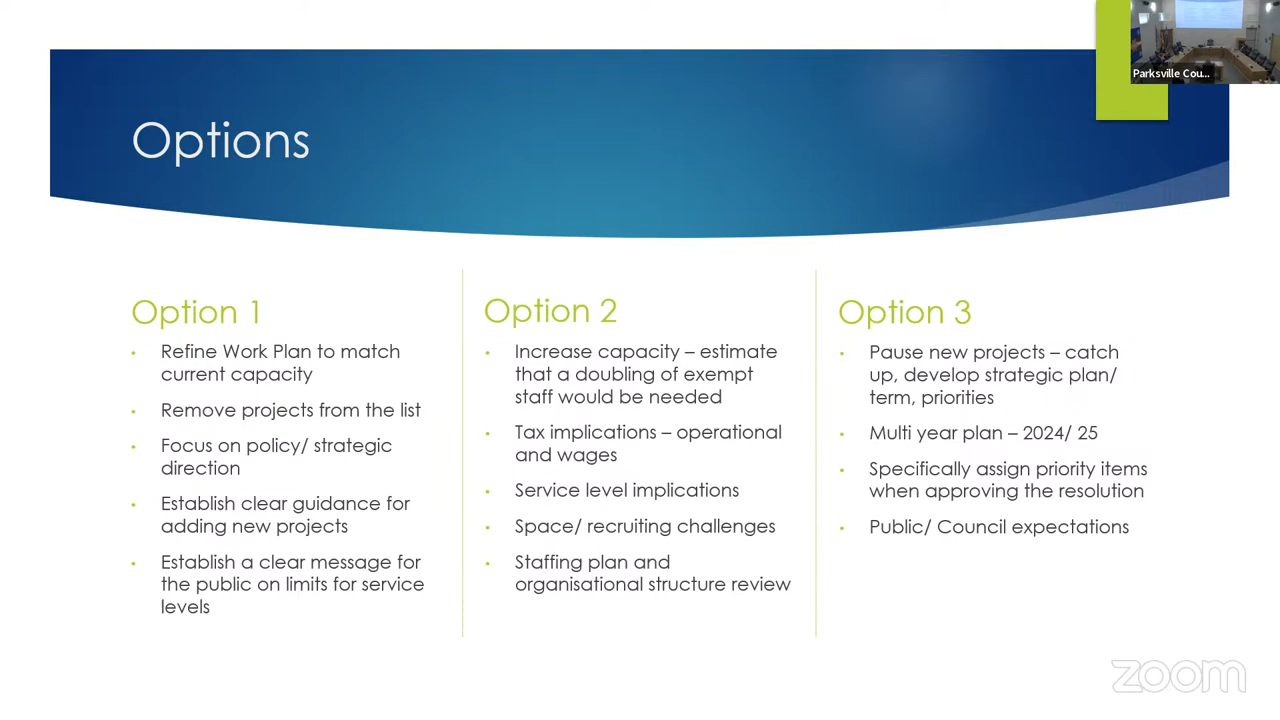 Parksville Cou...
Options
Option 1
• Refine Work Plan to match
current capacity
• Remove projects from the list
• Focus on policy/ strategic
direction
• Establish clear guidance for
adding new projects
• Establish a clear message for
the public on limits for service
levels
Option 2
• Increase capacity – estimate
that a doubling of exempt
staff would be needed
• Tax implications – operational
and wages
• Service level implications
• Space/ recruiting challenges
• Staffing plan and
organisational structure review
Option 3
• Pause new projects – catch
up, develop strategic plan/
term, priorities
• Multi year plan – 2024/ 25
• Specifically assign priority items
when approving the resolution
• Public/ Council expectations
zoom